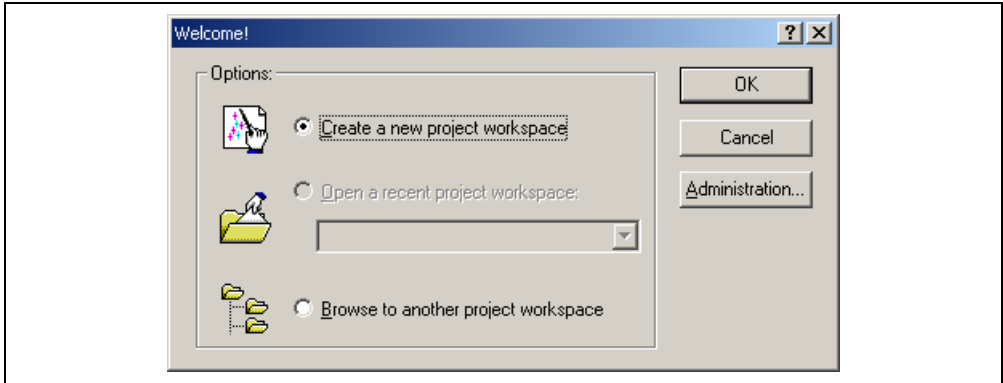 Welcome!
Options:
Create a new project workspace
Open a recent project workspace:
Browse to another project workspace
OK
Cancel
Administration...